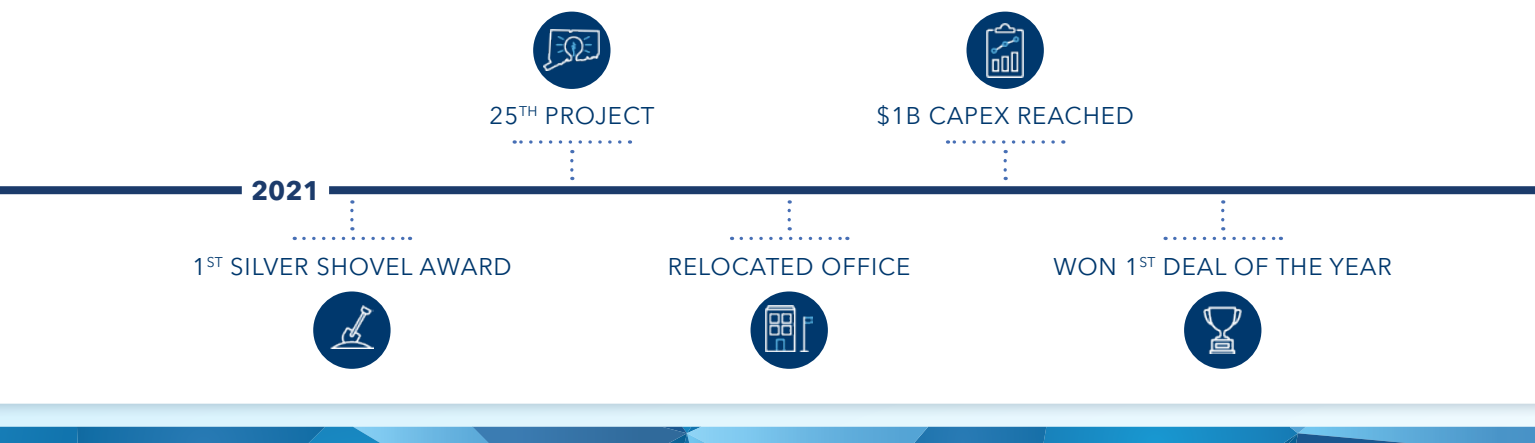 25TH PROJECT
$1B CAPEX REACHED
2021
1ST SILVER SHOVEL AWARD
RELOCATED OFFICE
WON 1ST DEAL OF THE YEAR